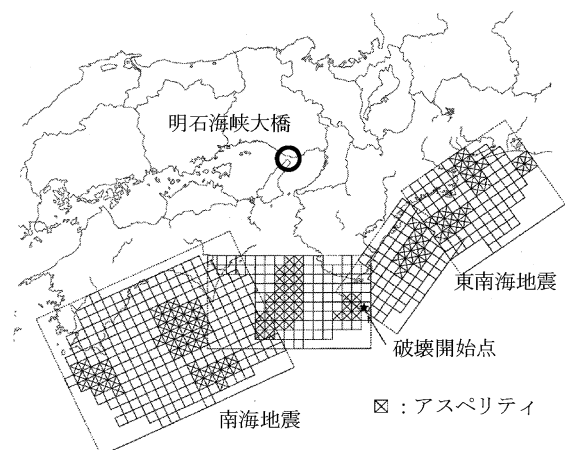 明石海峡大橋
東南海地震
破壊開始点
南海地震
☒：アスペリティ